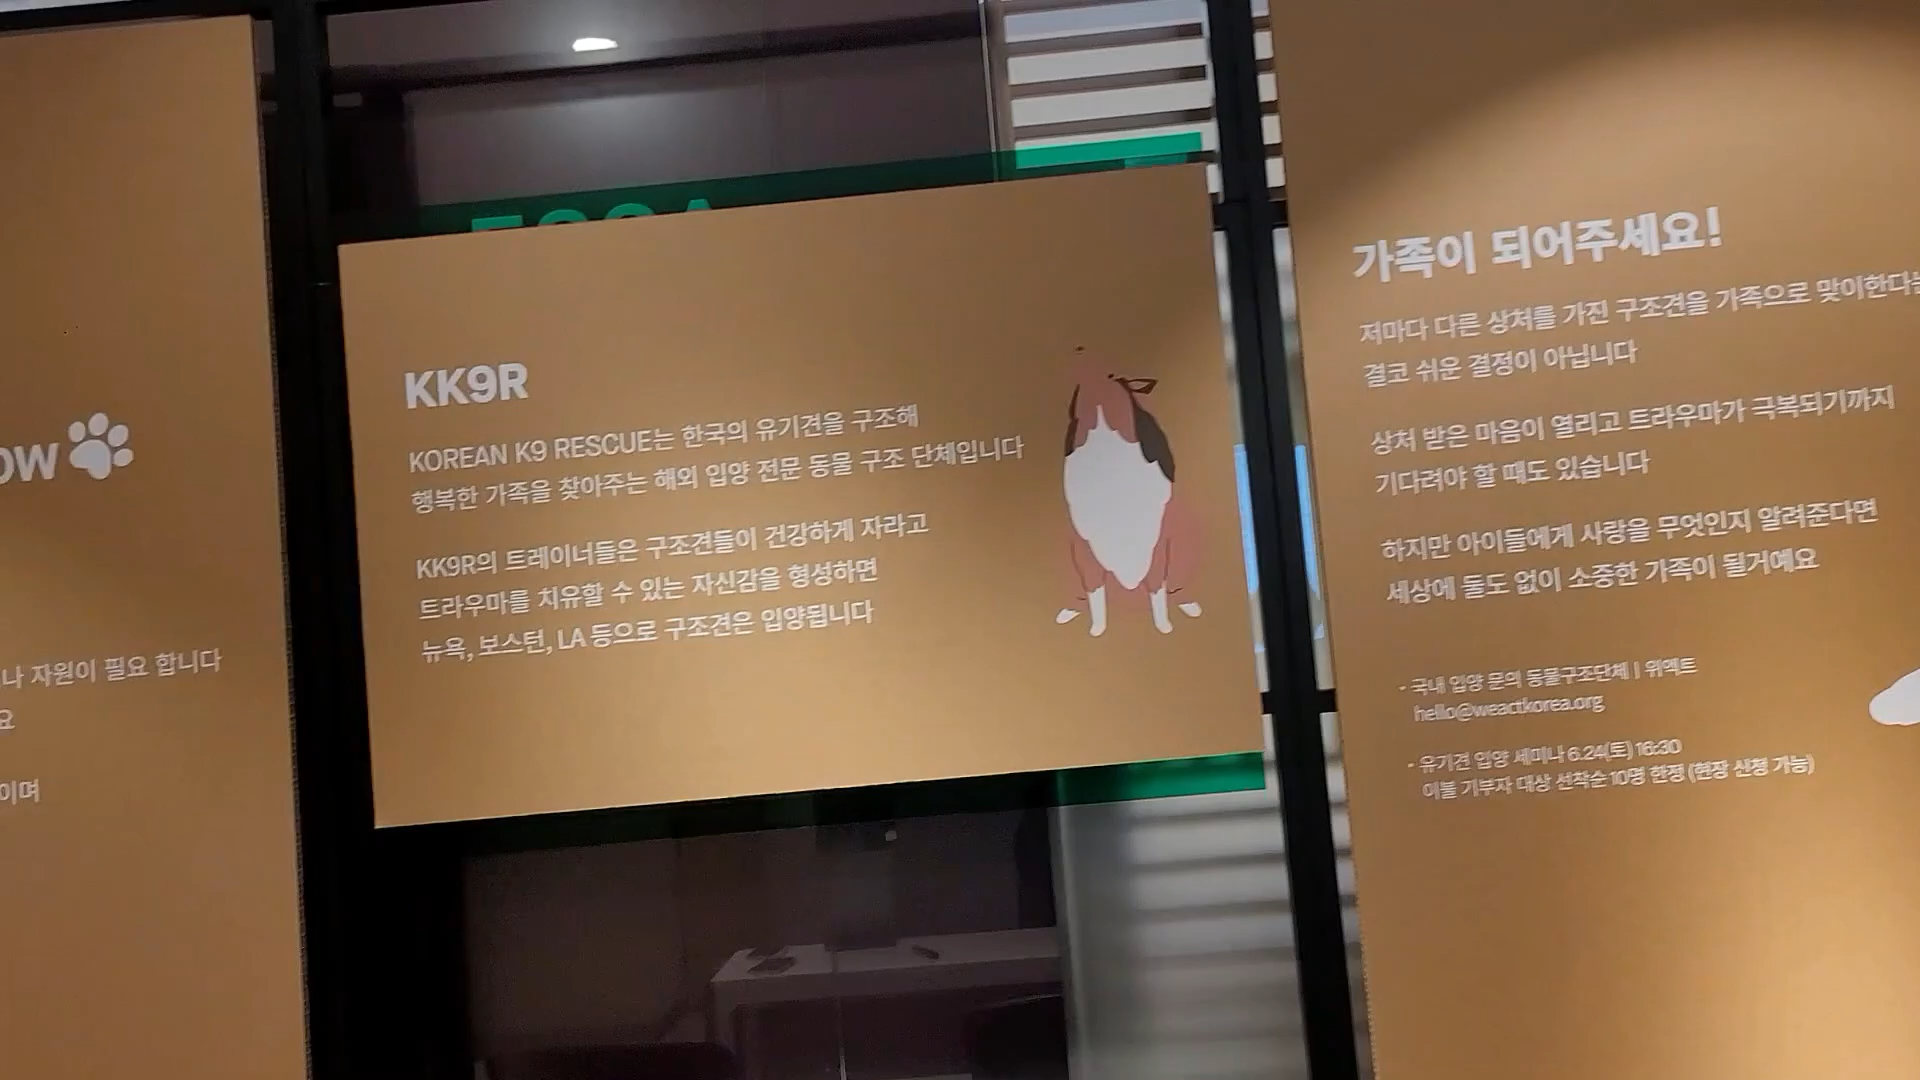 OW
나 자원이 필요 합니다
요
이며
KK9R
KOREAN K9 RESCUE는 한국의 유기견을 구조해
행복한 가족을 찾아주는 해외 입양 전문 동물 구조 단체입니다
KK9R의 트레이너들은 구조견들이 건강하게 자라고
트라우마를 치유할 수 있는 자신감을 형성하면
뉴욕, 보스턴, LA 등으로 구조견은 입양됩니다
가족이 되어주세요!
저마다 다른 상처를 가진 구조견을 가족으로 맞이한다는
결코 쉬운 결정이 아닙니다
상처 받은 마음이 열리고 트라우마가 극복되기까지
기다려야 할 때도 있습니다
하지만 아이들에게 사랑을 무엇인지 알려준다면
세상에 둘도 없이 소중한 가족이 될거예요
- 국내 입양 문의 동물구조단체 | 위액트
hello@weactkorea.org
- 유기견 입양 세미나 6.24(토) 16:30
이불 기부자 대상 선착순 10명 한정 (현장 신청 가능)